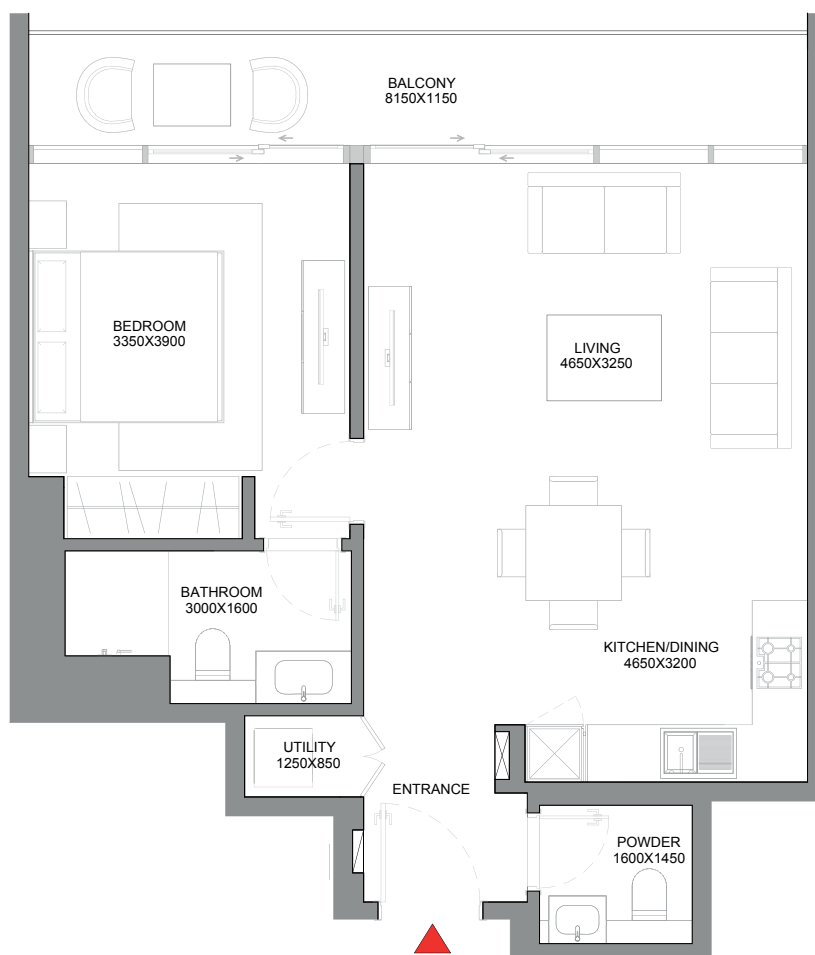 BALCONY
8150X1150
BEDROOM
3350X3900
LIVING
4650X3250
BATHROOM
3000X1600
KITCHEN/DINING
4650X3200
UTILITY
1250X850
ENTRANCE
POWDER
1600X1450